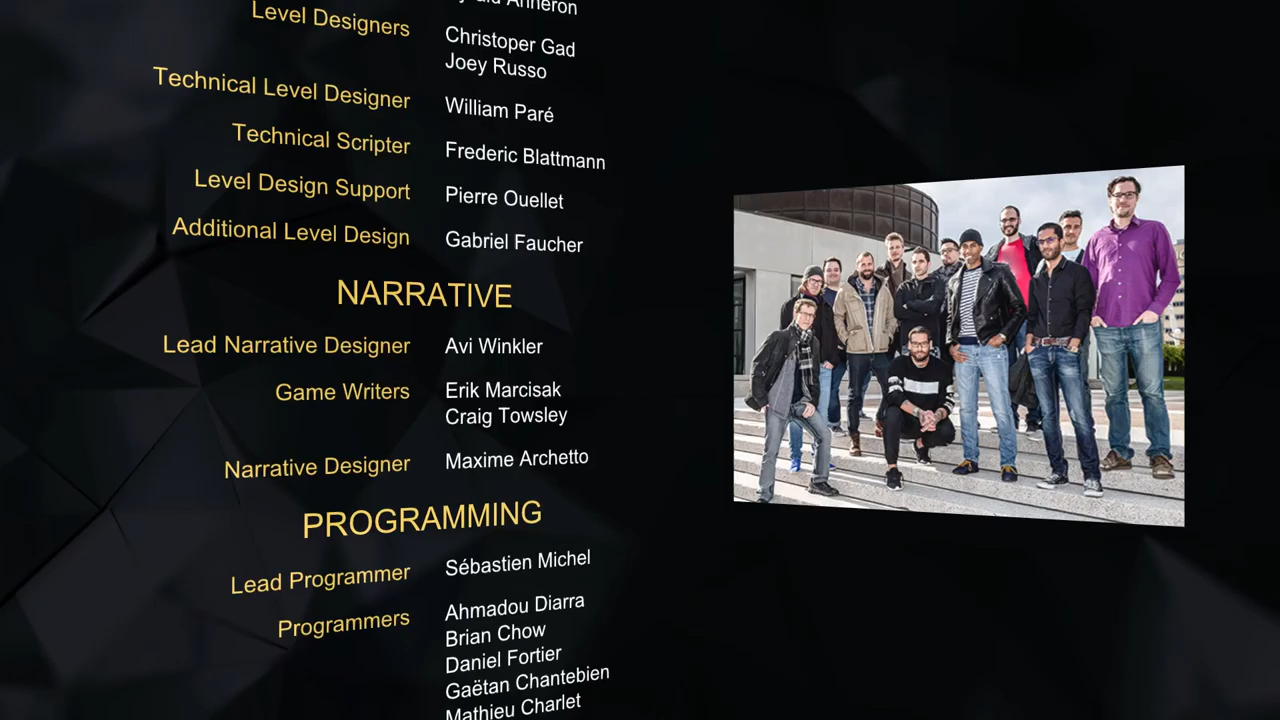 Level Designers
Christoper Gad
Joey Russo
Technical Level Designer William Paré
Technical Scripter Frederic Blattmann
Level Design Support Pierre Ouellet
Additional Level Design Gabriel Faucher
NARRATIVE
Lead Narrative Designer Avi Winkler
Game Writers Erik Marcisak
Craig Towsley
Narrative Designer Maxime Archetto
PROGRAMMING
Lead Programmer Sébastien Michel
Programmers Ahmadou Diarra
Brian Chow
Daniel Fortier
Gaëtan Chantebien
Mathieu Charlet